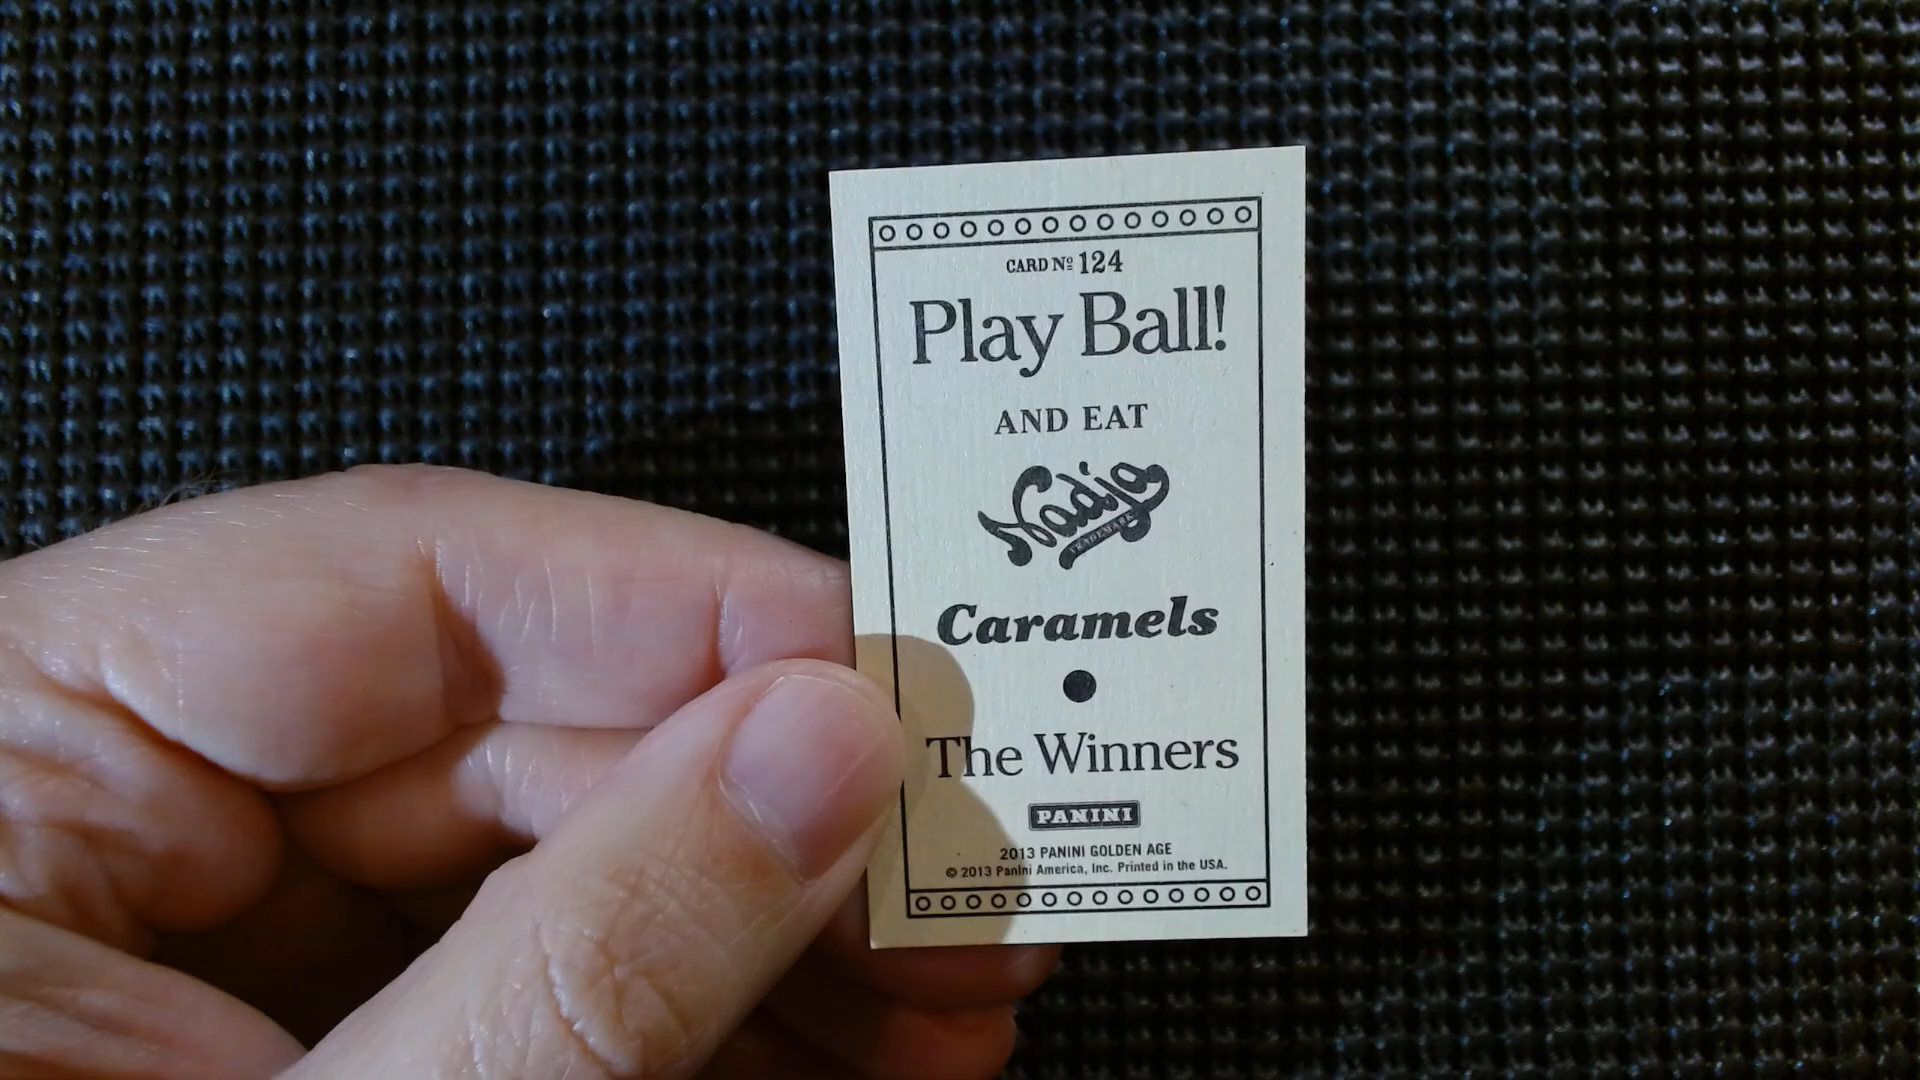 CARD Nº 124
Play Ball!
AND EAT
Nadja
TRADEMARK
Caramels
The Winners
PANINI
2013 PANINI GOLDEN AGE
© 2013 Panini America, Inc. Printed in the USA.